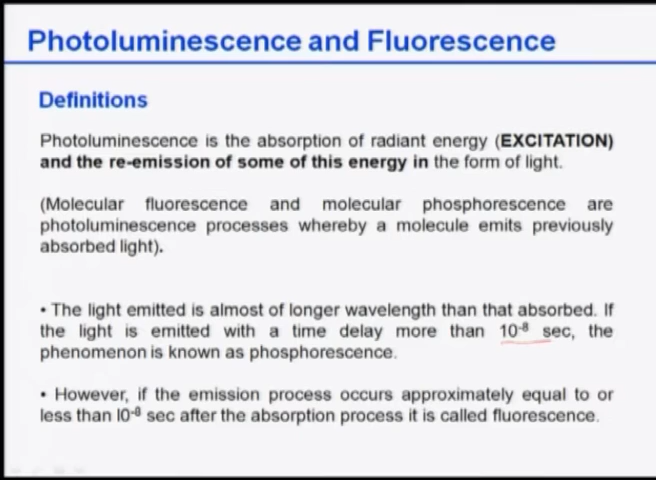 Photoluminescence and Fluorescence
Definitions
Photoluminescence is the absorption of radiant energy (EXCITATION)
and the re-emission of some of this energy in the form of light.
(Molecular fluorescence and molecular phosphorescence are
photoluminescence processes whereby a molecule emits previously
absorbed light).
• The light emitted is almost of longer wavelength than that absorbed. If
the light is emitted with a time delay more than 10⁻⁸ sec, the
phenomenon is known as phosphorescence.
• However, if the emission process occurs approximately equal to or
less than l0⁻⁸ sec after the absorption process it is called fluorescence.